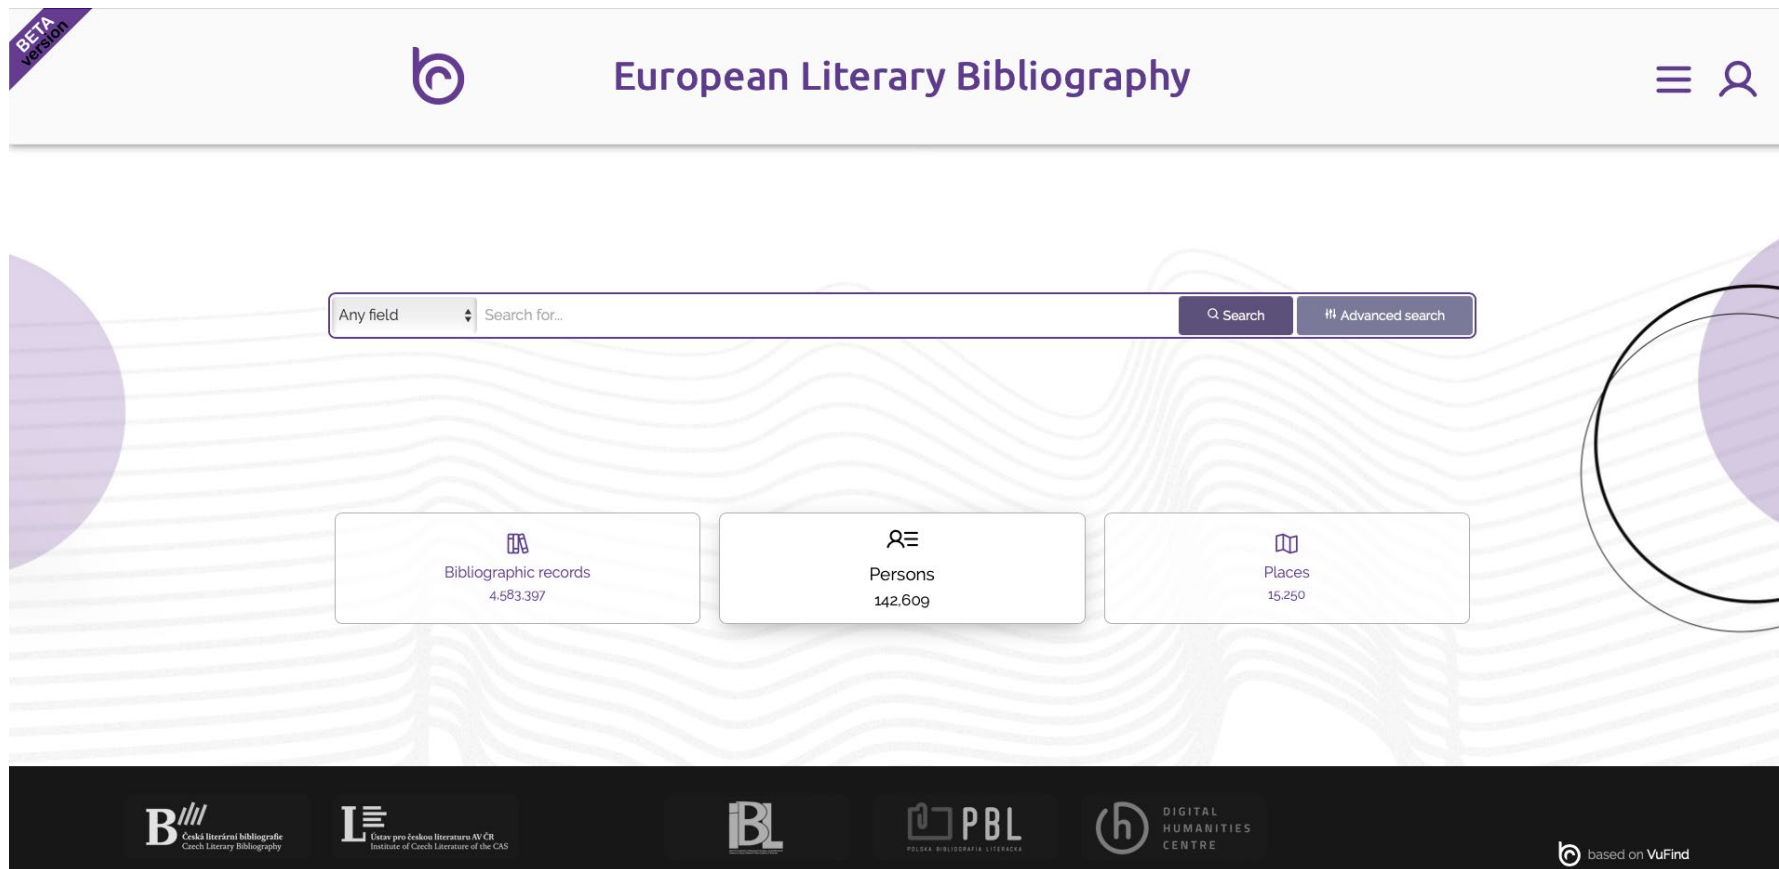 BETA
version
European Literary Bibliography
Any field
Search for...
Search
Advanced search
Bibliographic records
4,583,397
Persons
142,609
Places
15,250
B
Česká literární bibliografie
Czech Literary Bibliography
L
Ústav pro českou literaturu AV ČR
Institute of Czech Literature of the CAS
IBL
PBL
POLSKA BIBLIOGRAFIA LITERACKA
DIGITAL
HUMANITIES
CENTRE
based on VuFind